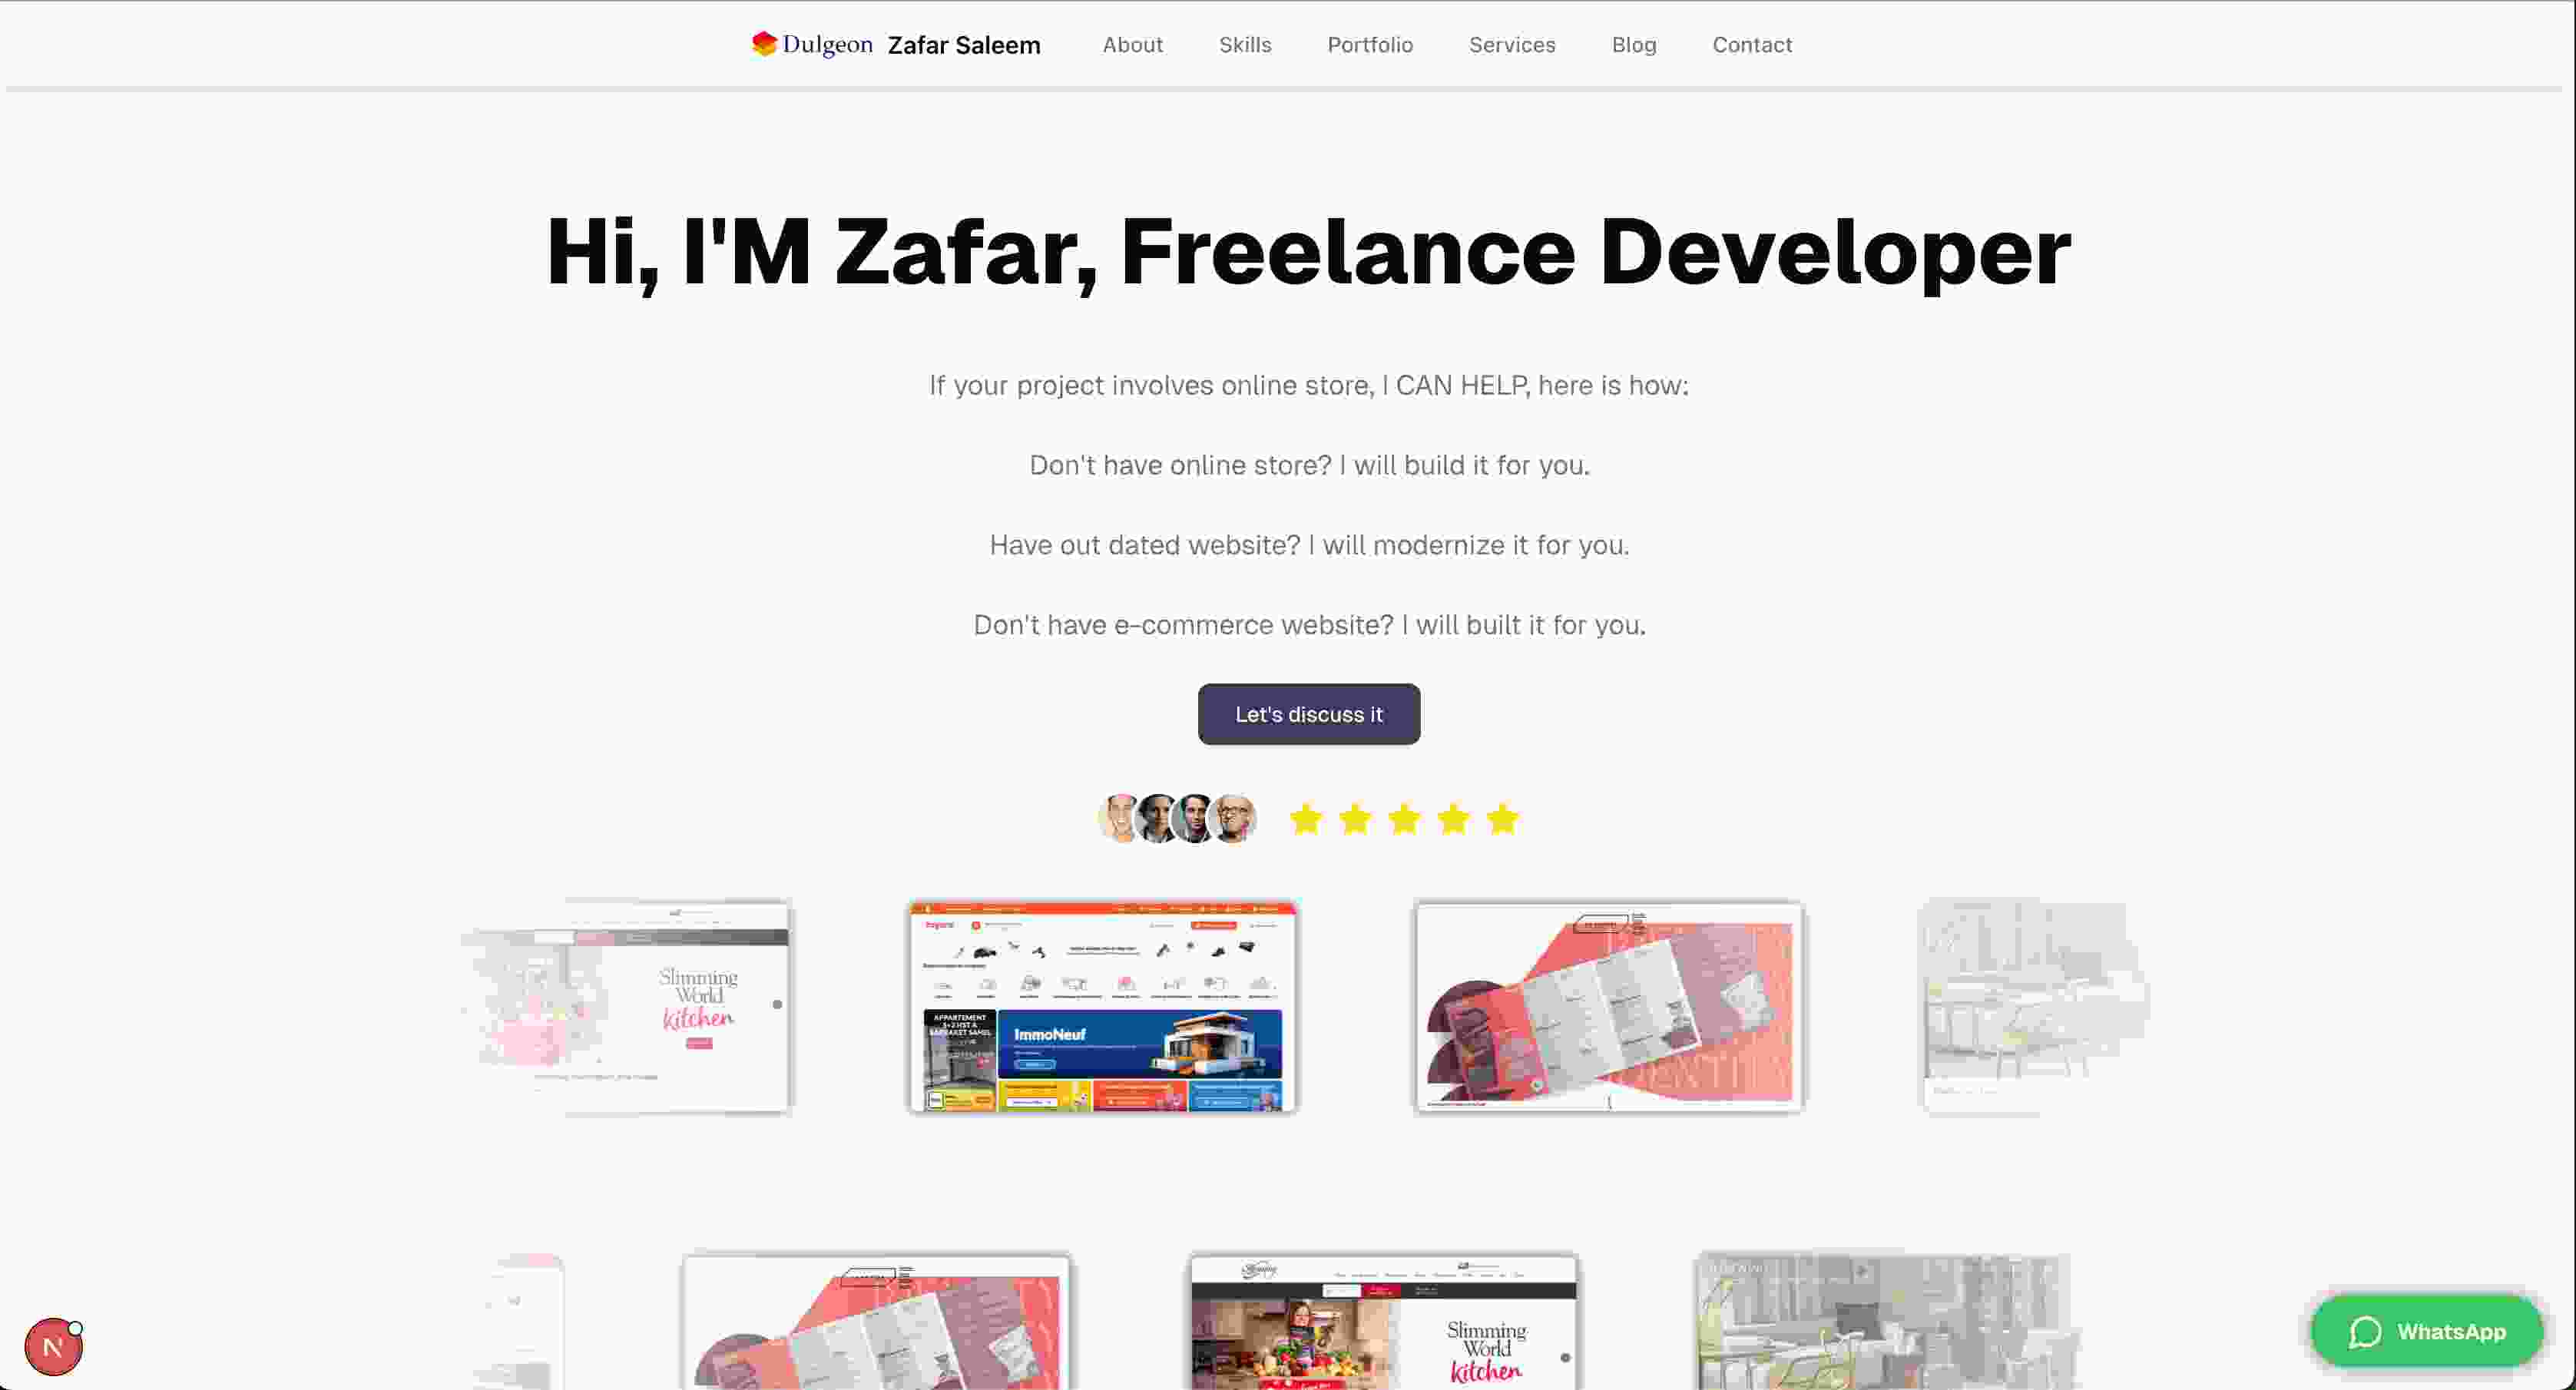 Dulgeon Zafar Saleem About Skills Portfolio Services Blog Contact
Hi, I'M Zafar, Freelance Developer
If your project involves online store, I CAN HELP, here is how:
Don't have online store? I will build it for you.
Have out dated website? I will modernize it for you.
Don't have e-commerce website? I will built it for you.
Let's discuss it
Slimming
World
kitchen
APPARTEMENT
ImmoNeuf
Slimming
World
kitchen
N
WhatsApp